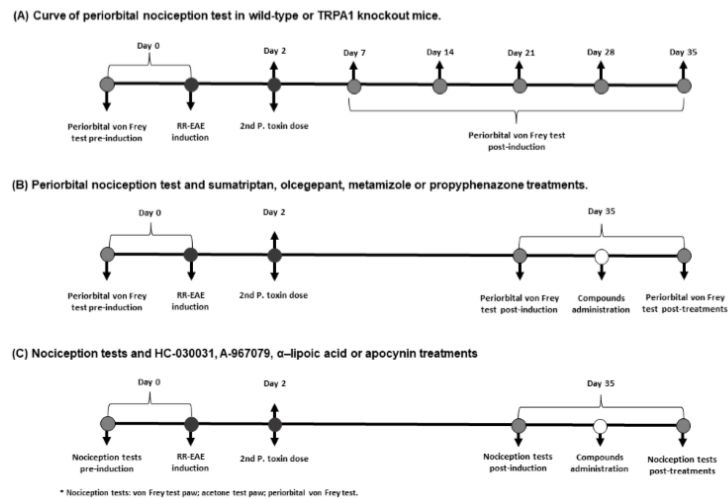 (A) Curve of periorbital nociception test in wild-type or TRPA1 knockout mice.
Day 0
Day 2
Day 7
Day 14
Day 21
Day 28
Day 35
Periorbital von Frey
test pre-induction
RR-EAE
induction
2nd P. toxin dose
Periorbital von Frey test
post-induction
(B) Periorbital nociception test and sumatriptan, olcegepant, metamizole or propyphenazone treatments.
Day 0
Day 2
Day 35
Periorbital von Frey
test pre-induction
RR-EAE
induction
2nd P. toxin dose
Periorbital von Frey
test post-induction
Compounds
administration
Periorbital von Frey
test post-treatments
(C) Nociception tests and HC-030031, A-967079, α–lipoic acid or apocynin treatments
Day 0
Day 2
Day 35
Nociception tests
pre-induction
RR-EAE
induction
2nd P. toxin dose
Nociception tests
post-induction
Compounds
administration
Nociception tests
post-treatments
* Nociception tests: von Frey test paw; acetone test paw; periorbital von Frey test.